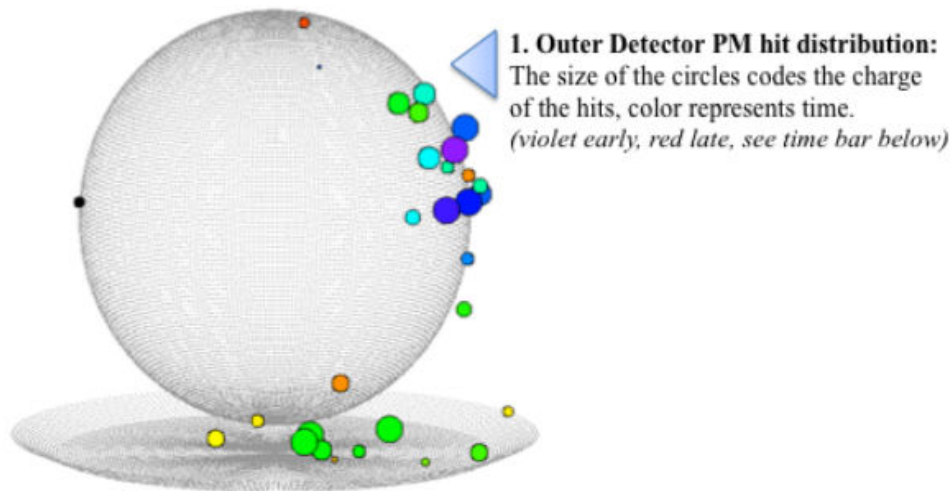 1. Outer Detector PM hit distribution:
The size of the circles codes the charge
of the hits, color represents time.
(violet early, red late, see time bar below)